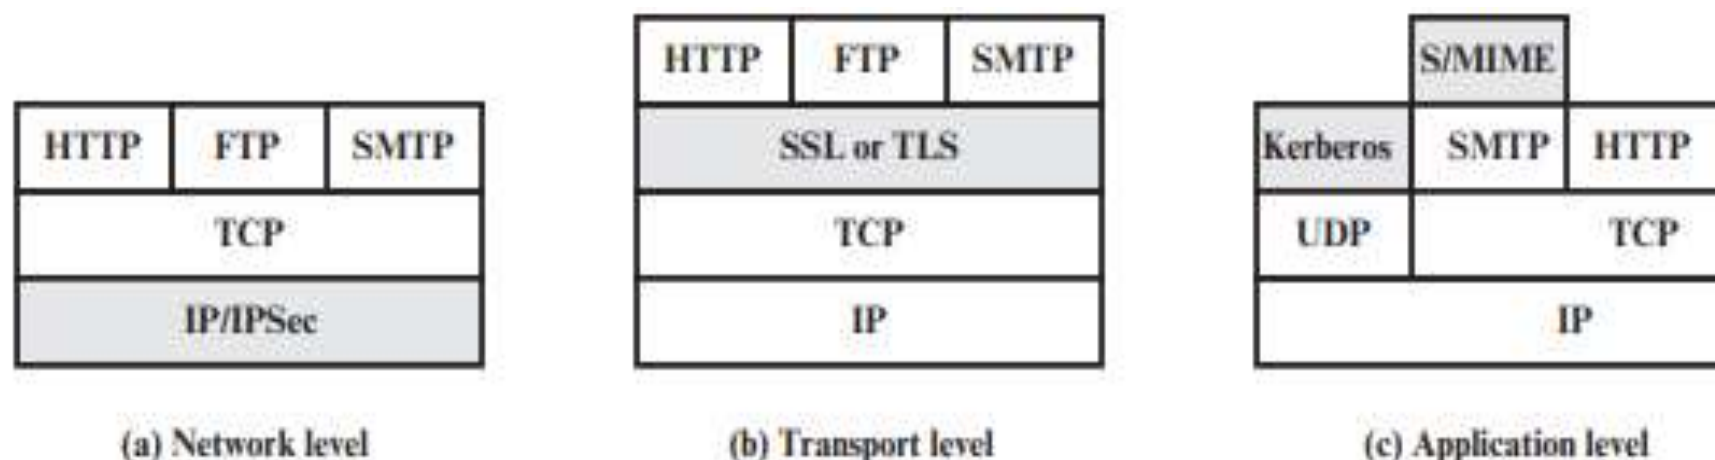 HTTP FTP SMTP
TCP
IP/IPSec
(a) Network level
HTTP FTP SMTP
SSL or TLS
TCP
IP
(b) Transport level
S/MIME
Kerberos SMTP HTTP
UDP TCP
IP
(c) Application level